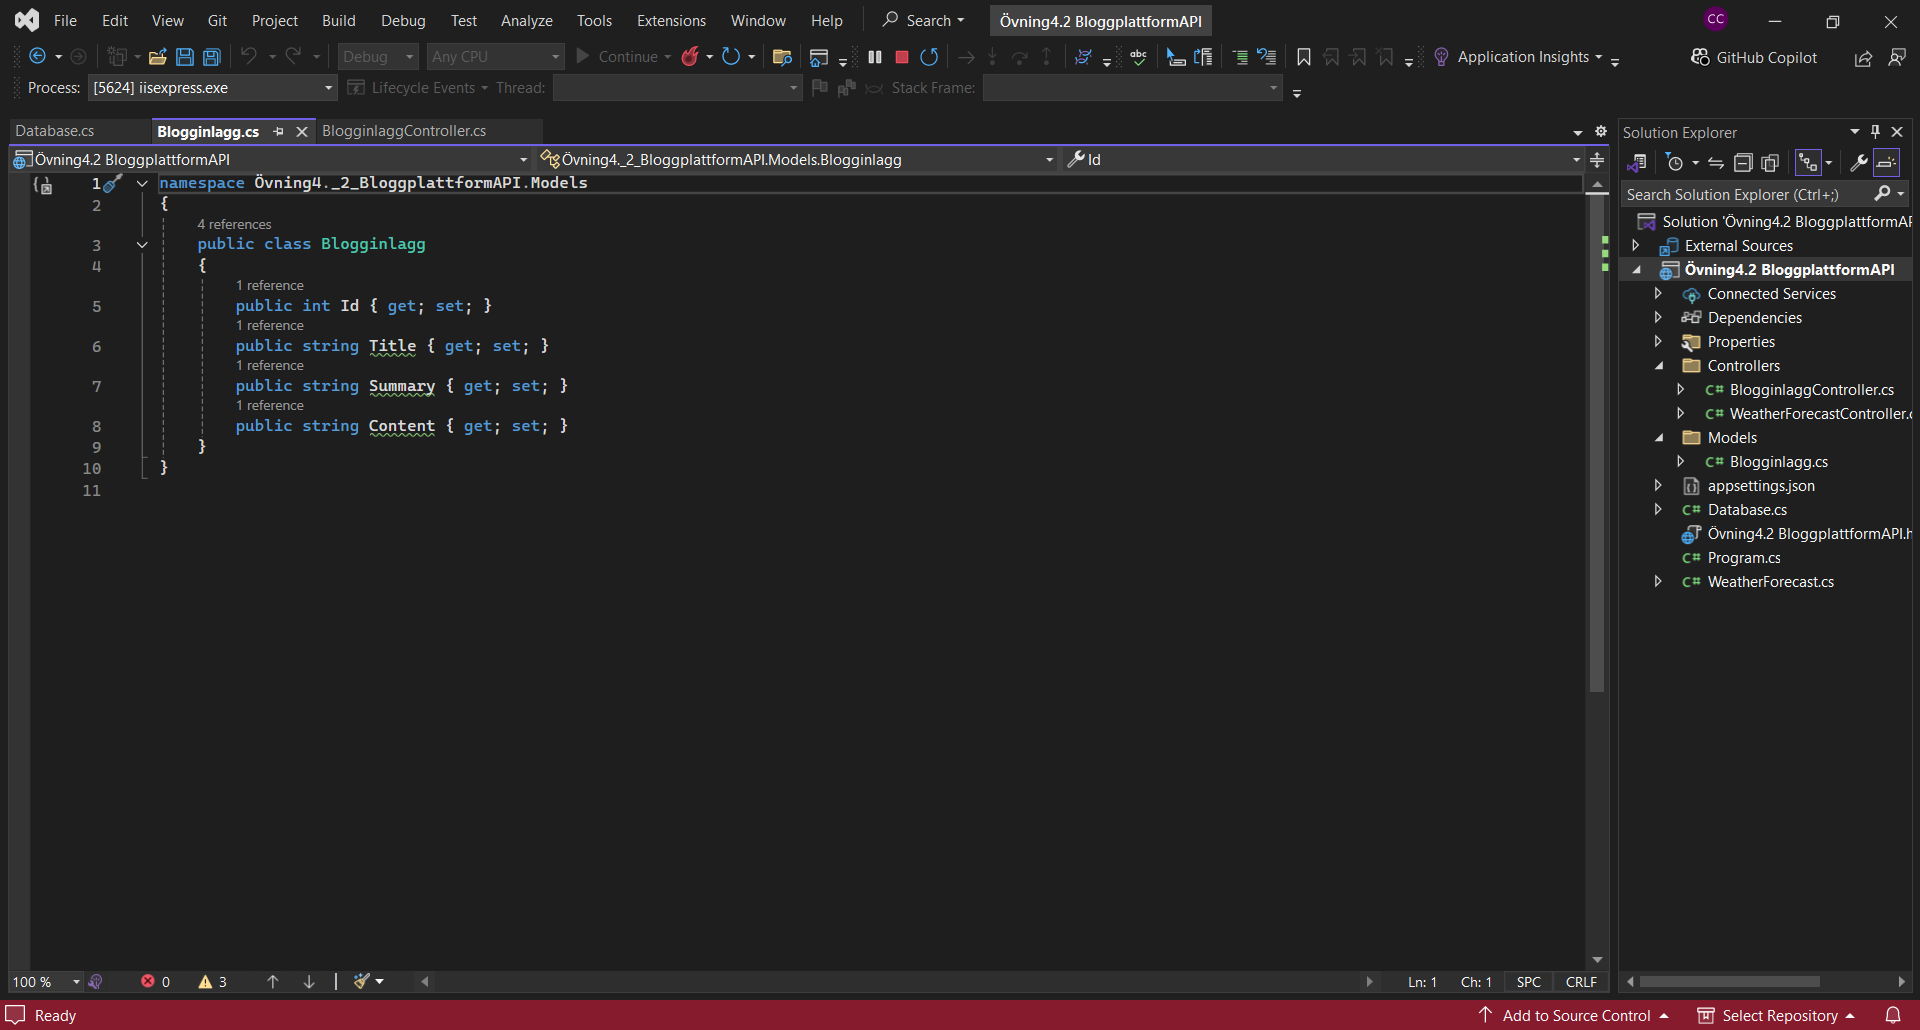 File Edit View Git Project Build Debug Test Analyze Tools Extensions Window Help Search Övning4.2 BloggplattformAPI CC
Debug Any CPU Continue abc Application Insights GitHub Copilot
Process: [5624] iisexpress.exe Lifecycle Events Thread: Stack Frame:
Database.cs Blogginlagg.cs BlogginlaggController.cs
Övning4.2 BloggplattformAPI Övning4._2_BloggplattformAPI.Models.Blogginlagg Id
1 namespace Övning4._2_BloggplattformAPI.Models
2 {
4 references
3 public class Blogginlagg
4 {
1 reference
5 public int Id { get; set; }
1 reference
6 public string Title { get; set; }
1 reference
7 public string Summary { get; set; }
1 reference
8 public string Content { get; set; }
9 }
10 }
11
100 % 0 3 Ln: 1 Ch: 1 SPC CRLF
Solution Explorer
Search Solution Explorer (Ctrl+;)
Solution 'Övning4.2 BloggplattformAP
External Sources
Övning4.2 BloggplattformAPI
Connected Services
Dependencies
Properties
Controllers
C# BlogginlaggController.cs
C# WeatherForecastController.c
Models
C# Blogginlagg.cs
appsettings.json
C# Database.cs
Övning4.2 BloggplattformAPI.h
C# Program.cs
C# WeatherForecast.cs
Ready Add to Source Control Select Repository